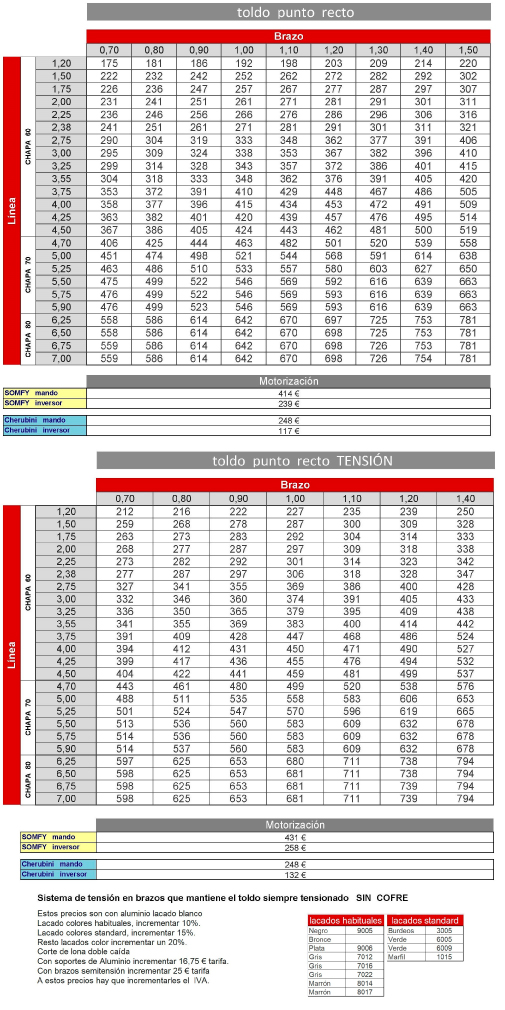 toldo punto recto
Brazo
0,70 0,80 0,90 1,00 1,10 1,20 1,30 1,40 1,50
Línea
CHAPA 60
1,20 175 181 186 192 198 203 209 214 220
1,50 222 232 242 252 262 272 282 292 302
1,75 226 236 247 257 267 277 287 297 307
2,00 231 241 251 261 271 281 291 301 311
2,25 236 246 256 266 276 286 296 306 316
2,38 241 251 261 271 281 291 301 311 321
2,75 290 304 319 333 348 362 377 391 406
3,00 295 309 324 338 353 367 382 396 410
3,25 299 314 328 343 357 372 386 401 415
3,55 304 318 333 348 362 376 391 405 420
3,75 353 372 391 410 429 448 467 486 505
4,00 358 377 396 415 434 453 472 491 509
4,25 363 382 401 420 439 457 476 495 514
4,50 367 386 405 424 443 462 481 500 519
CHAPA 70
4,70 406 425 444 463 482 501 520 539 558
5,00 451 474 498 521 544 568 591 614 638
5,25 463 486 510 533 557 580 603 627 650
5,50 475 499 522 546 569 592 616 639 663
5,75 476 499 522 546 569 593 616 639 663
5,90 476 499 523 546 569 593 616 639 663
CHAPA 80
6,25 558 586 614 642 670 697 725 753 781
6,50 558 586 614 642 670 698 725 753 781
6,75 559 586 614 642 670 698 726 753 781
7,00 559 586 614 642 670 698 726 754 781
Motorización
SOMFY mando 414 €
SOMFY inversor 239 €
Cherubini mando 248 €
Cherubini inversor 117 €
toldo punto recto TENSIÓN
Brazo
0,70 0,80 0,90 1,00 1,10 1,20 1,40
Línea
CHAPA 60
1,20 212 216 222 227 235 239 250
1,50 259 268 278 287 300 309 328
1,75 263 273 283 292 304 314 333
2,00 268 277 287 297 309 318 338
2,25 273 282 292 301 314 323 342
2,38 277 287 297 306 318 328 347
2,75 327 341 355 369 386 400 428
3,00 332 346 360 374 391 405 433
3,25 336 350 365 379 395 409 438
3,55 341 355 369 383 400 414 442
3,75 391 409 428 447 468 486 524
4,00 394 412 431 450 471 490 527
4,25 399 417 436 455 476 494 532
4,50 404 422 441 459 481 499 537
CHAPA 70
4,70 443 461 480 499 520 538 576
5,00 488 511 535 558 583 606 653
5,25 501 524 547 570 596 619 665
5,50 513 536 560 583 609 632 678
5,75 514 536 560 583 609 632 678
5,90 514 537 560 583 609 632 678
CHAPA 80
6,25 597 625 653 680 711 738 794
6,50 598 625 653 681 711 738 794
6,75 598 625 653 681 711 739 794
7,00 598 625 653 681 711 739 794
Motorización
SOMFY mando 431 €
SOMFY inversor 258 €
Cherubini mando 248 €
Cherubini inversor 132 €
Sistema de tensión en brazos que mantiene el toldo siempre tensionado SIN COFRE
Estos precios son con aluminio lacado blanco
Lacado colores habituales, incrementar 10%.
Lacado colores standard, incrementar 15%.
Resto lacados color incrementar un 20%.
Corte de lona doble caída
Con soportes de Aluminio incrementar 16,75 € tarifa.
Con brazos semitensión incrementar 25 € tarifa
A estos precios hay que incrementarles el IVA.
lacados habituales
Negro 9005
Bronce
Plata 9006
Gris 7012
Gris 7016
Gris 7022
Marrón 8014
Marrón 8017
lacados standard
Burdeos 3005
Verde 6005
Verde 6009
Marfil 1015